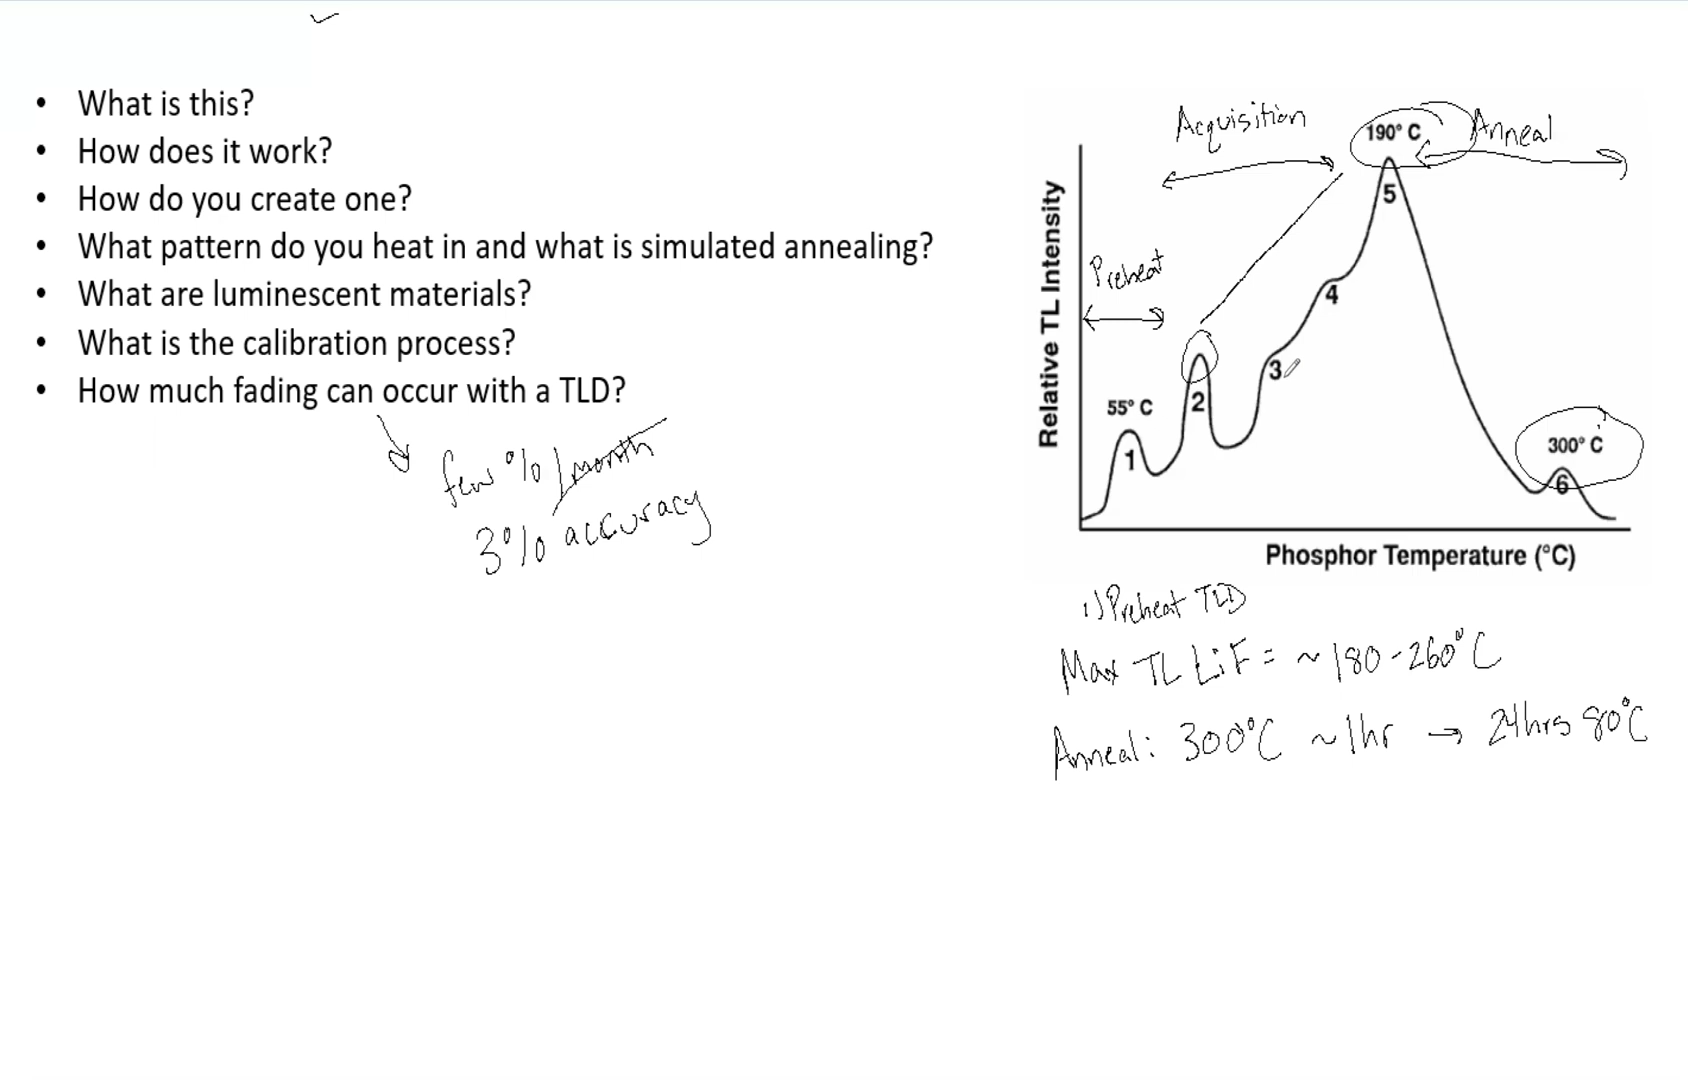 • What is this?
• How does it work?
• How do you create one?
• What pattern do you heat in and what is simulated annealing?
• What are luminescent materials?
• What is the calibration process?
• How much fading can occur with a TLD?
few % / month
3% accuracy
Acquisition
190° C
Anneal
5
Preheat
Relative TL Intensity
4
3
55° C
2
1
300° C
6
Phosphor Temperature (°C)
1) Preheat TLD
Max TL LiF = ~ 180-260°C
Anneal: 300°C ~1hr → 24hrs 80°C